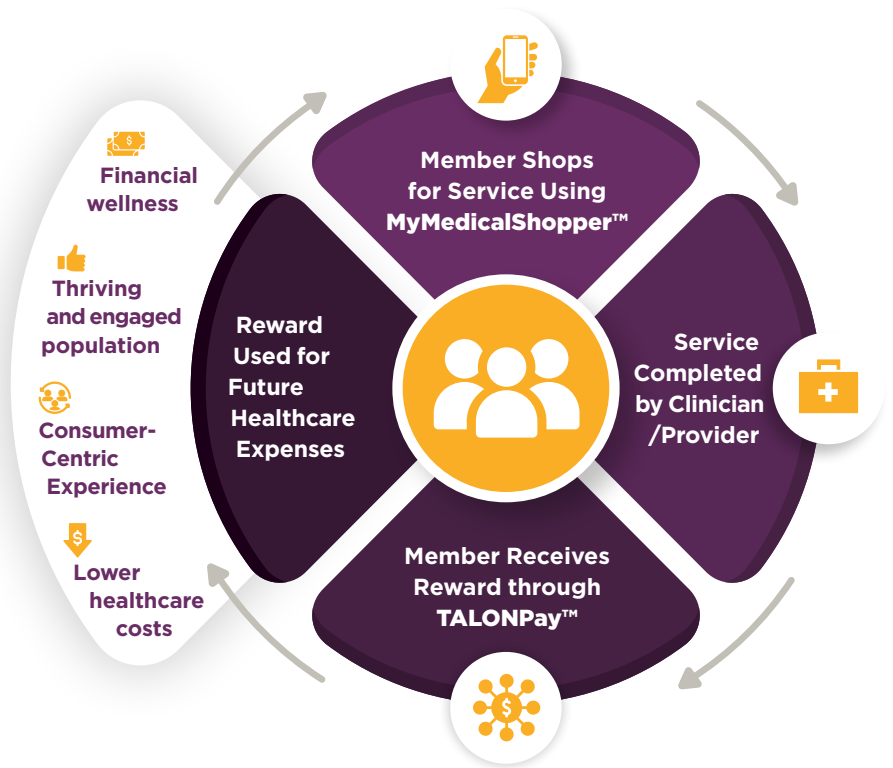 Member Shops
for Service Using
MyMedicalShopper™
Service
Completed
by Clinician
/Provider
Member Receives
Reward through
TALONPay™
Reward
Used for
Future
Healthcare
Expenses
Financial
wellness
Thriving
and engaged
population
Consumer-
Centric
Experience
Lower
healthcare
costs
$
$
$